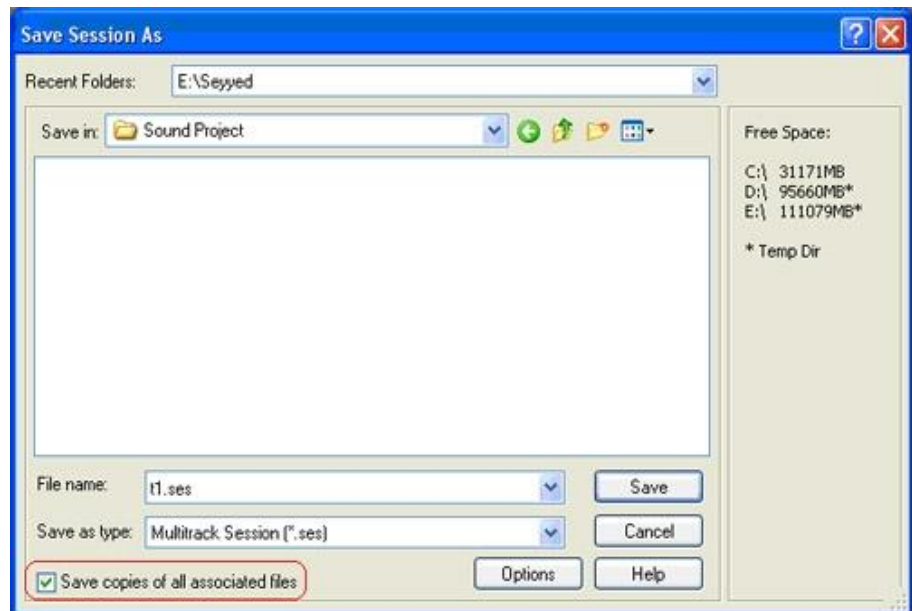 Save Session As
Recent Folders: E:\Seyyed
Save in: Sound Project
Free Space:
C:\ 31171MB
D:\ 95660MB*
E:\ 111079MB*
* Temp Dir
File name: t1.ses
Save
Save as type: Multitrack Session (*.ses)
Cancel
Save copies of all associated files
Options
Help